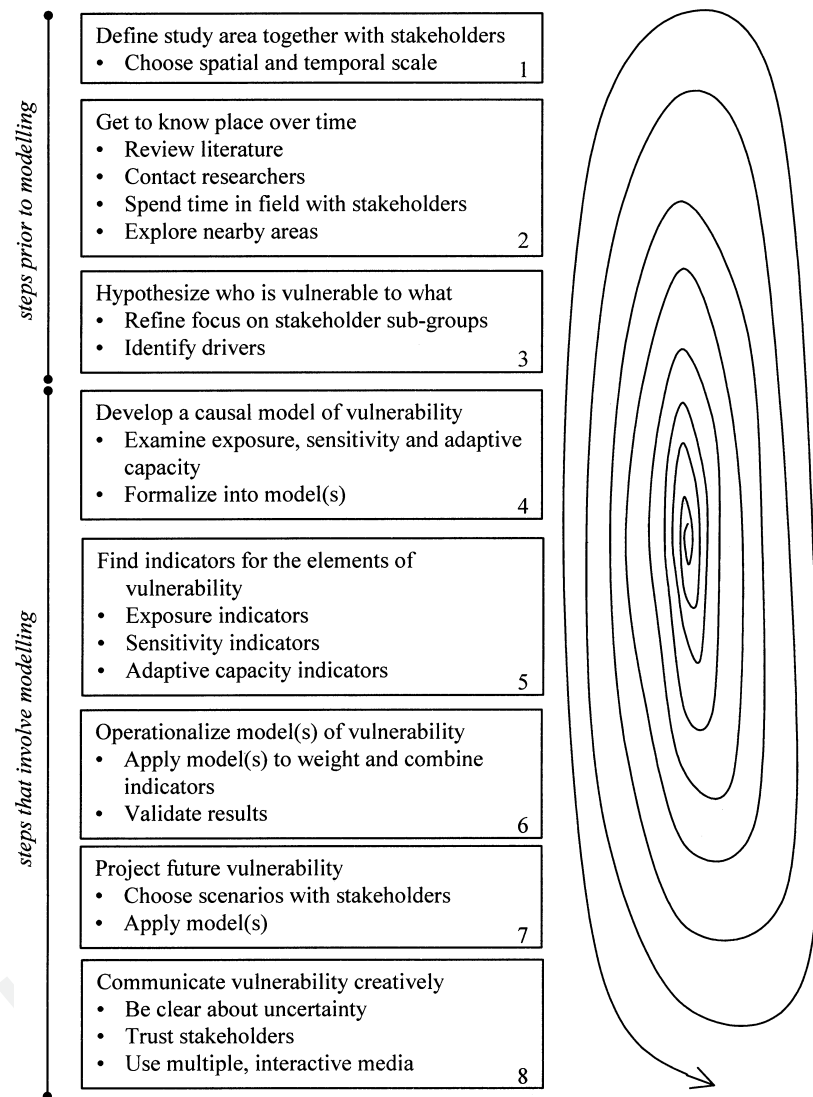 steps prior to modelling
Define study area together with stakeholders
• Choose spatial and temporal scale
1
Get to know place over time
• Review literature
• Contact researchers
• Spend time in field with stakeholders
• Explore nearby areas
2
Hypothesize who is vulnerable to what
• Refine focus on stakeholder sub-groups
• Identify drivers
3
steps that involve modelling
Develop a causal model of vulnerability
• Examine exposure, sensitivity and adaptive
capacity
• Formalize into model(s)
4
Find indicators for the elements of
vulnerability
• Exposure indicators
• Sensitivity indicators
• Adaptive capacity indicators
5
Operationalize model(s) of vulnerability
• Apply model(s) to weight and combine
indicators
• Validate results
6
Project future vulnerability
• Choose scenarios with stakeholders
• Apply model(s)
7
Communicate vulnerability creatively
• Be clear about uncertainty
• Trust stakeholders
• Use multiple, interactive media
8